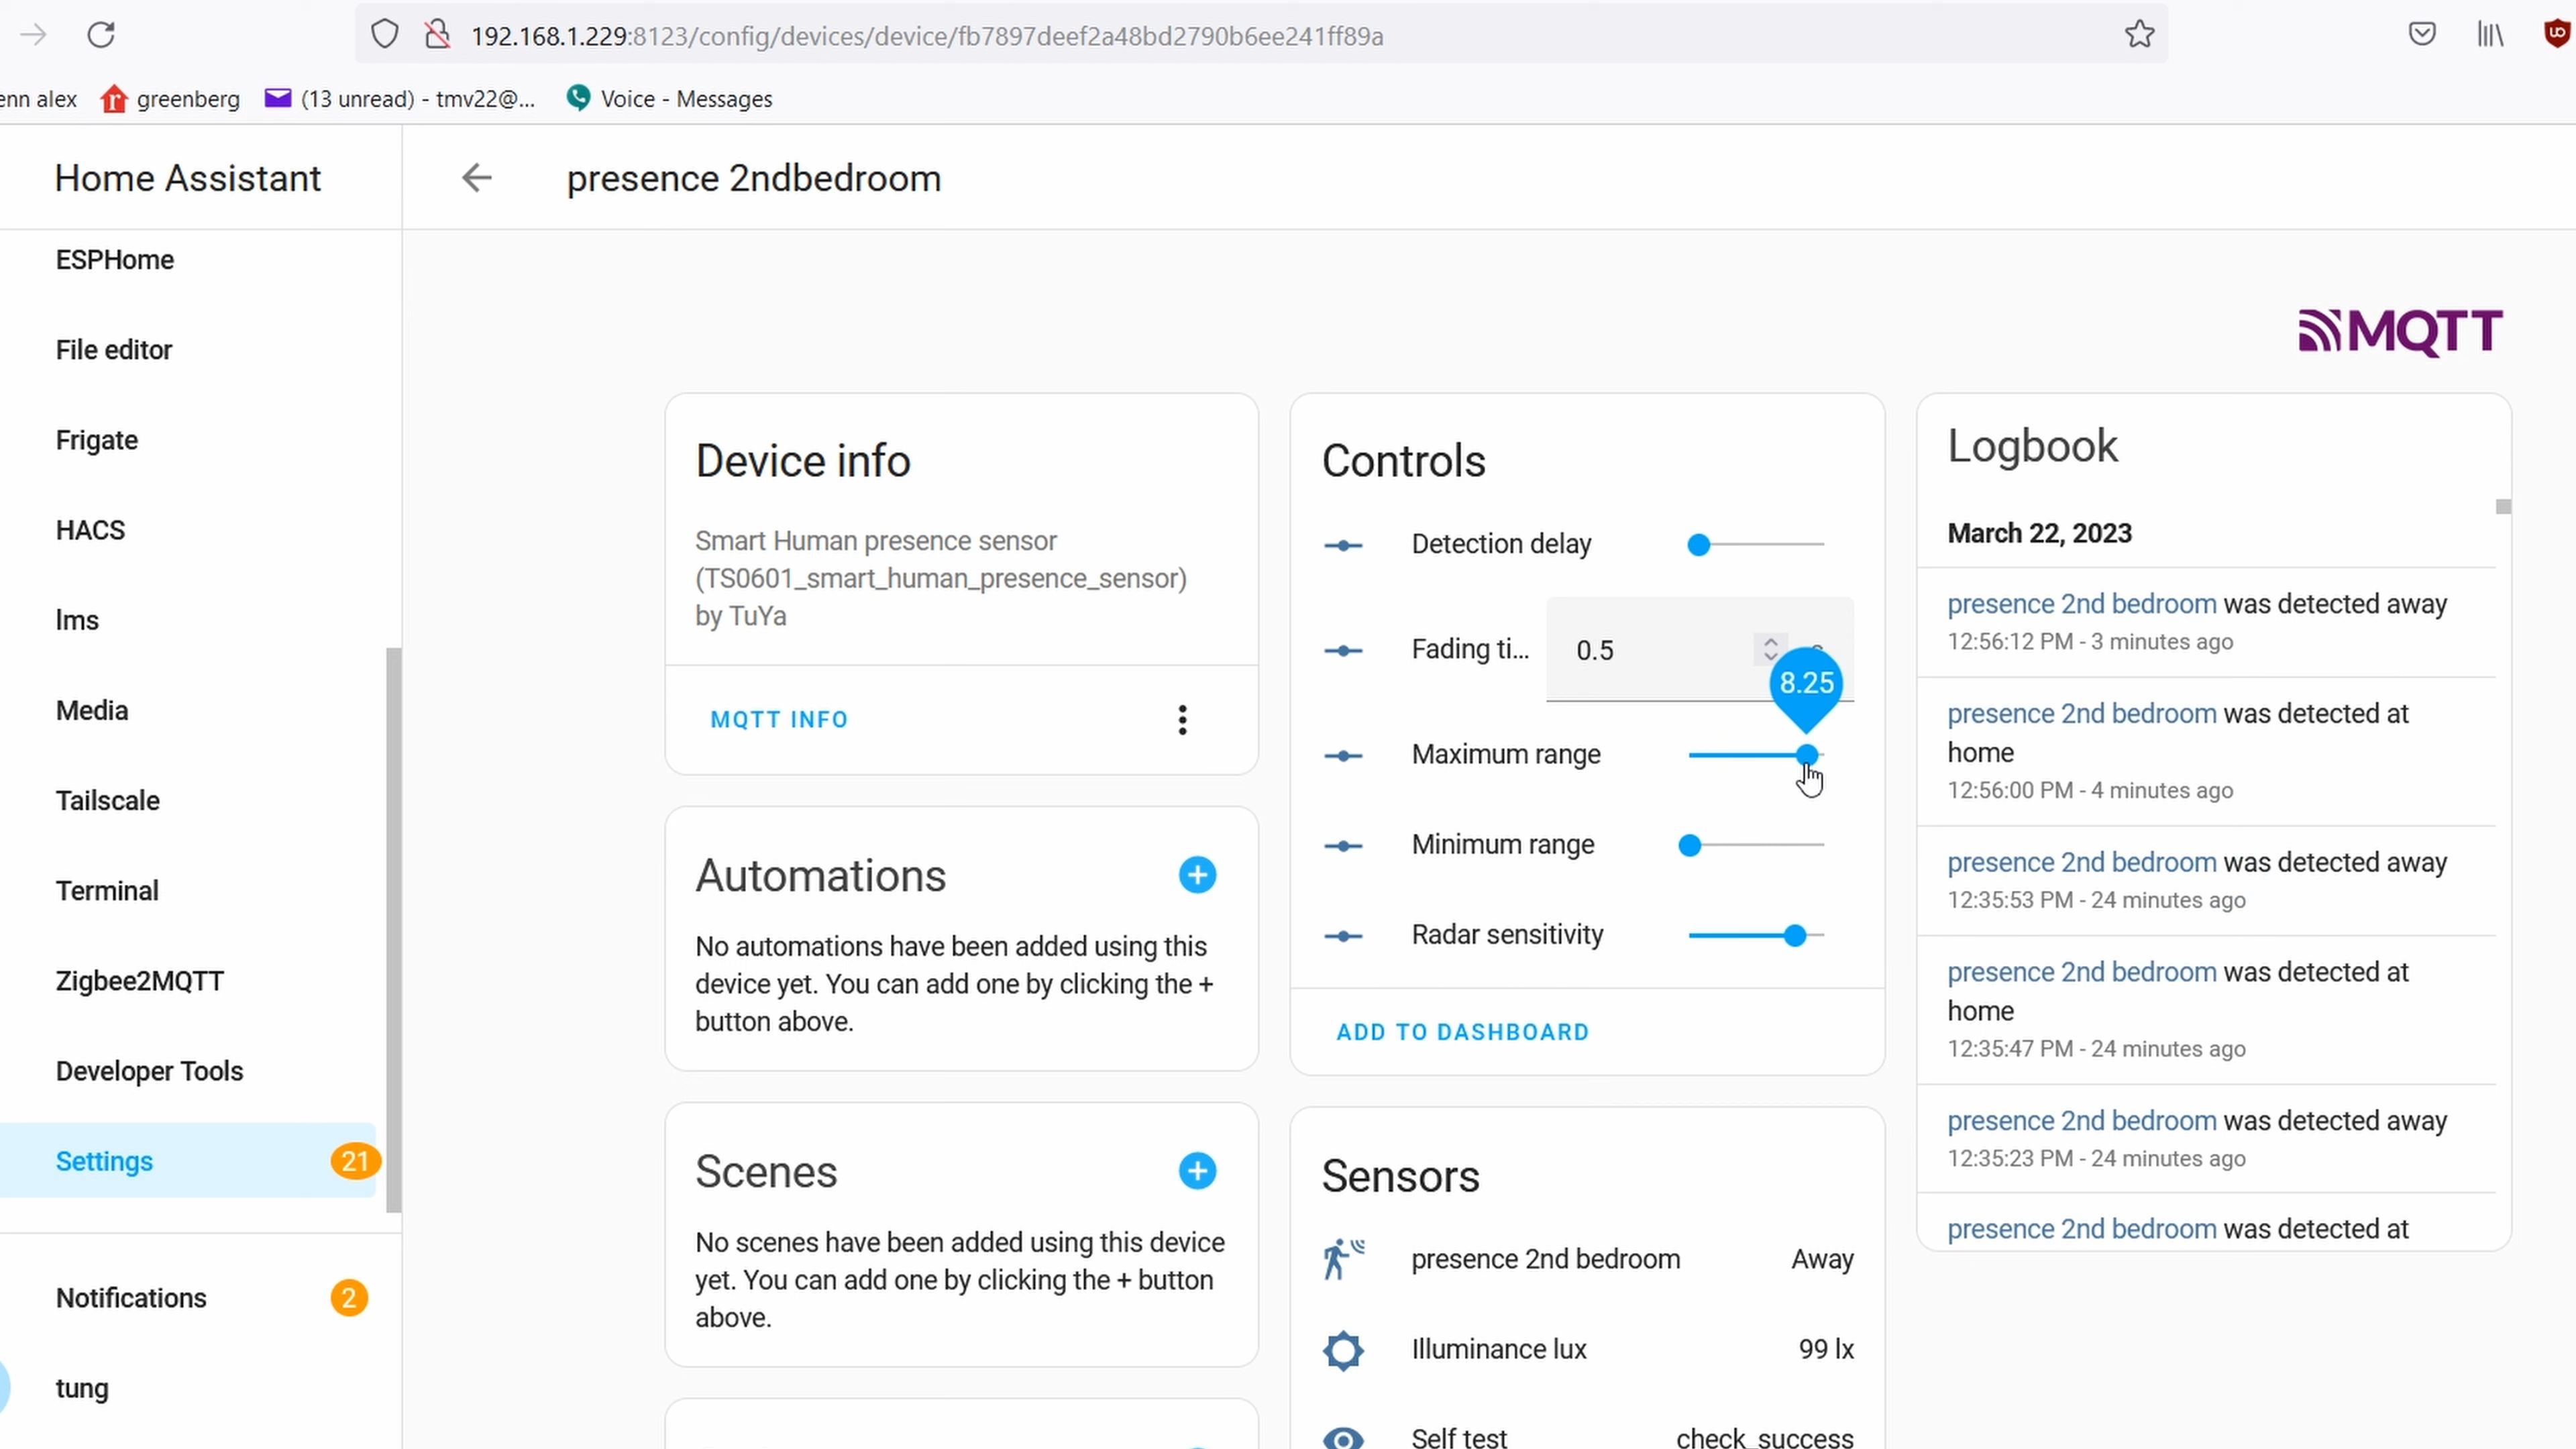 192.168.1.229:8123/config/devices/device/fb7897deef2a48bd2790b6ee241ff89a
enn alex
greenberg
(13 unread) - tmv22@...
Voice - Messages
Home Assistant
presence 2ndbedroom
ESPHome
File editor
Frigate
HACS
lms
Media
Tailscale
Terminal
Zigbee2MQTT
Developer Tools
Settings
21
Notifications
2
tung
MQTT
Device info
Smart Human presence sensor
(TS0601_smart_human_presence_sensor)
by TuYa
MQTT INFO
Automations
No automations have been added using this
device yet. You can add one by clicking the +
button above.
Scenes
No scenes have been added using this device
yet. You can add one by clicking the + button
above.
Controls
Detection delay
Fading ti...
0.5
8.25
Maximum range
Minimum range
Radar sensitivity
ADD TO DASHBOARD
Sensors
presence 2nd bedroom
Away
Illuminance lux
99 lx
Self test
check_success
Logbook
March 22, 2023
presence 2nd bedroom was detected away
12:56:12 PM - 3 minutes ago
presence 2nd bedroom was detected at
home
12:56:00 PM - 4 minutes ago
presence 2nd bedroom was detected away
12:35:53 PM - 24 minutes ago
presence 2nd bedroom was detected at
home
12:35:47 PM - 24 minutes ago
presence 2nd bedroom was detected away
12:35:23 PM - 24 minutes ago
presence 2nd bedroom was detected at